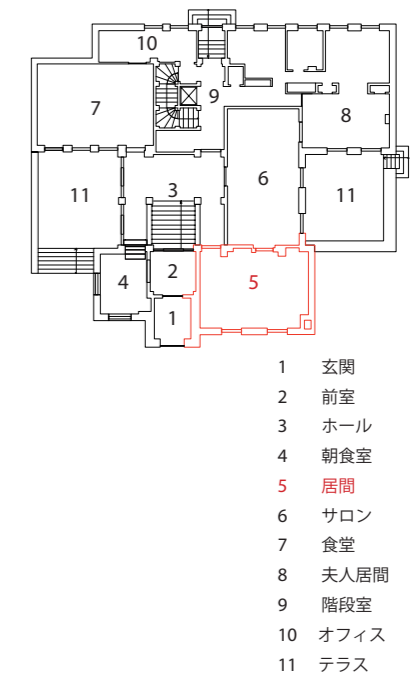 10
9
7
8
6
11
11
3
2
4
5
1
1 玄関
2 前室
3 ホール
4 朝食室
5 居間
6 サロン
7 食堂
8 夫人居間
9 階段室
10 オフィス
11 テラス